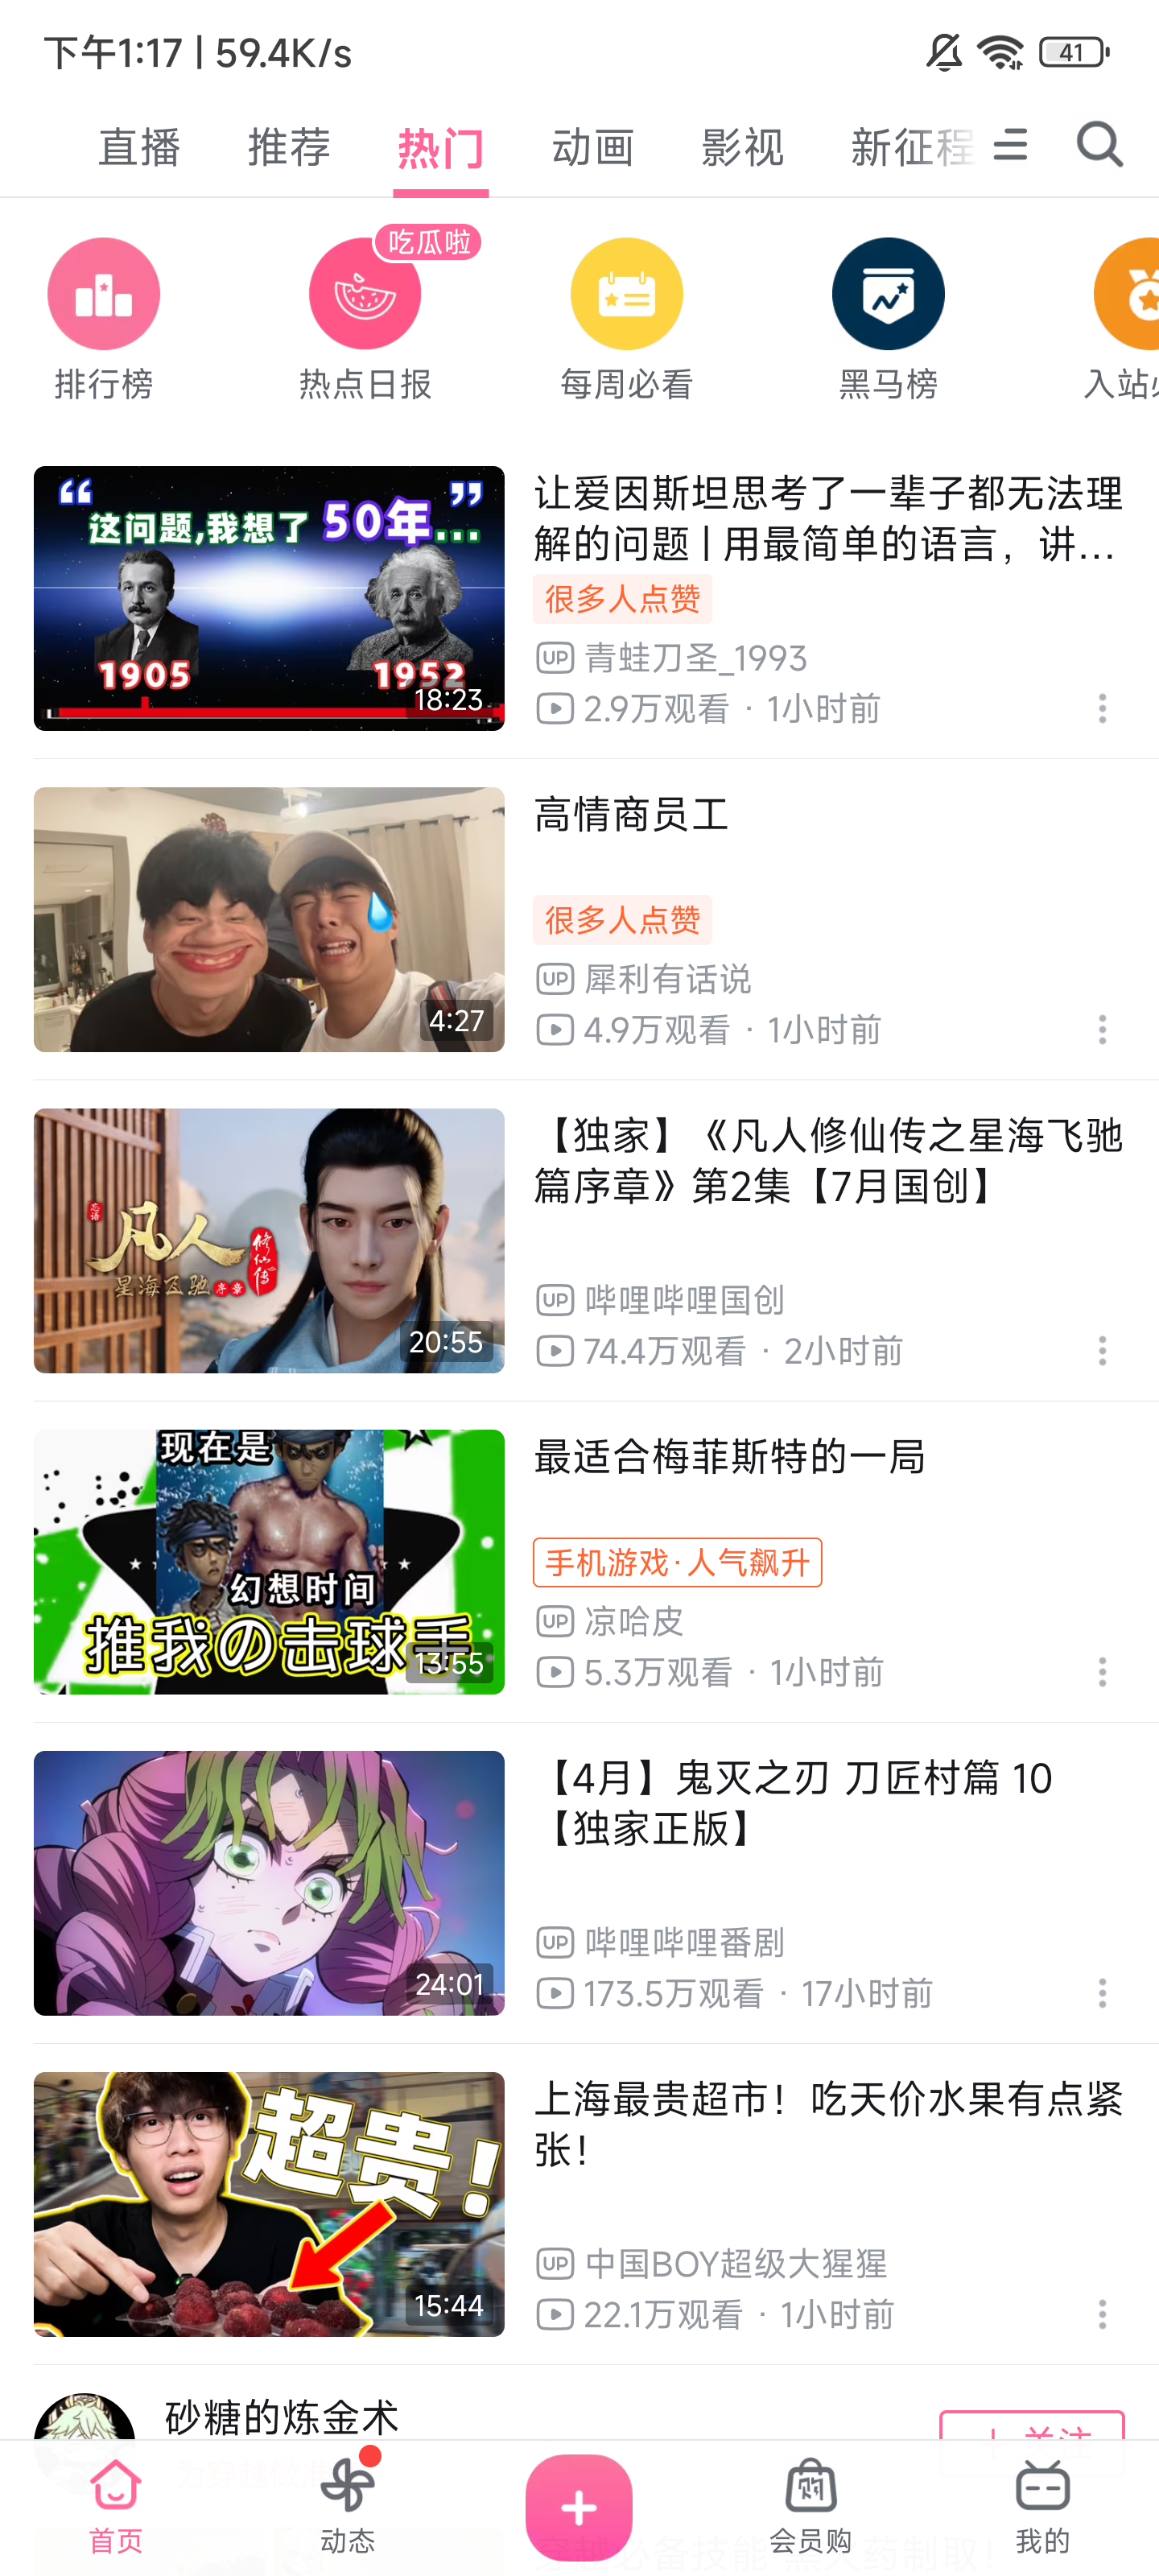 下午1:17 | 59.4K/s
41
直播 推荐 热门 动画 影视 新征程
吃瓜啦
排行榜 热点日报 每周必看 黑马榜 入站必
“这问题,我想了50年...”
1905 1952
18:23
让爱因斯坦思考了一辈子都无法理
解的问题 | 用最简单的语言，讲...
很多人点赞
UP 青蛙刀圣_1993
2.9万观看 · 1小时前
4:27
高情商员工
很多人点赞
UP 犀利有话说
4.9万观看 · 1小时前
忘语
凡人
修仙传
星海飞驰 序章
20:55
【独家】《凡人修仙传之星海飞驰
篇序章》第2集【7月国创】
UP 哔哩哔哩国创
74.4万观看 · 2小时前
现在是
幻想时间
推我の击球手
13:55
最适合梅菲斯特的一局
手机游戏·人气飙升
UP 凉哈皮
5.3万观看 · 1小时前
24:01
【4月】鬼灭之刃 刀匠村篇 10
【独家正版】
UP 哔哩哔哩番剧
173.5万观看 · 17小时前
超贵!
15:44
上海最贵超市！吃天价水果有点紧
张！
UP 中国BOY超级大猩猩
22.1万观看 · 1小时前
砂糖的炼金术
+ 关注
首页 动态 会员购 我的